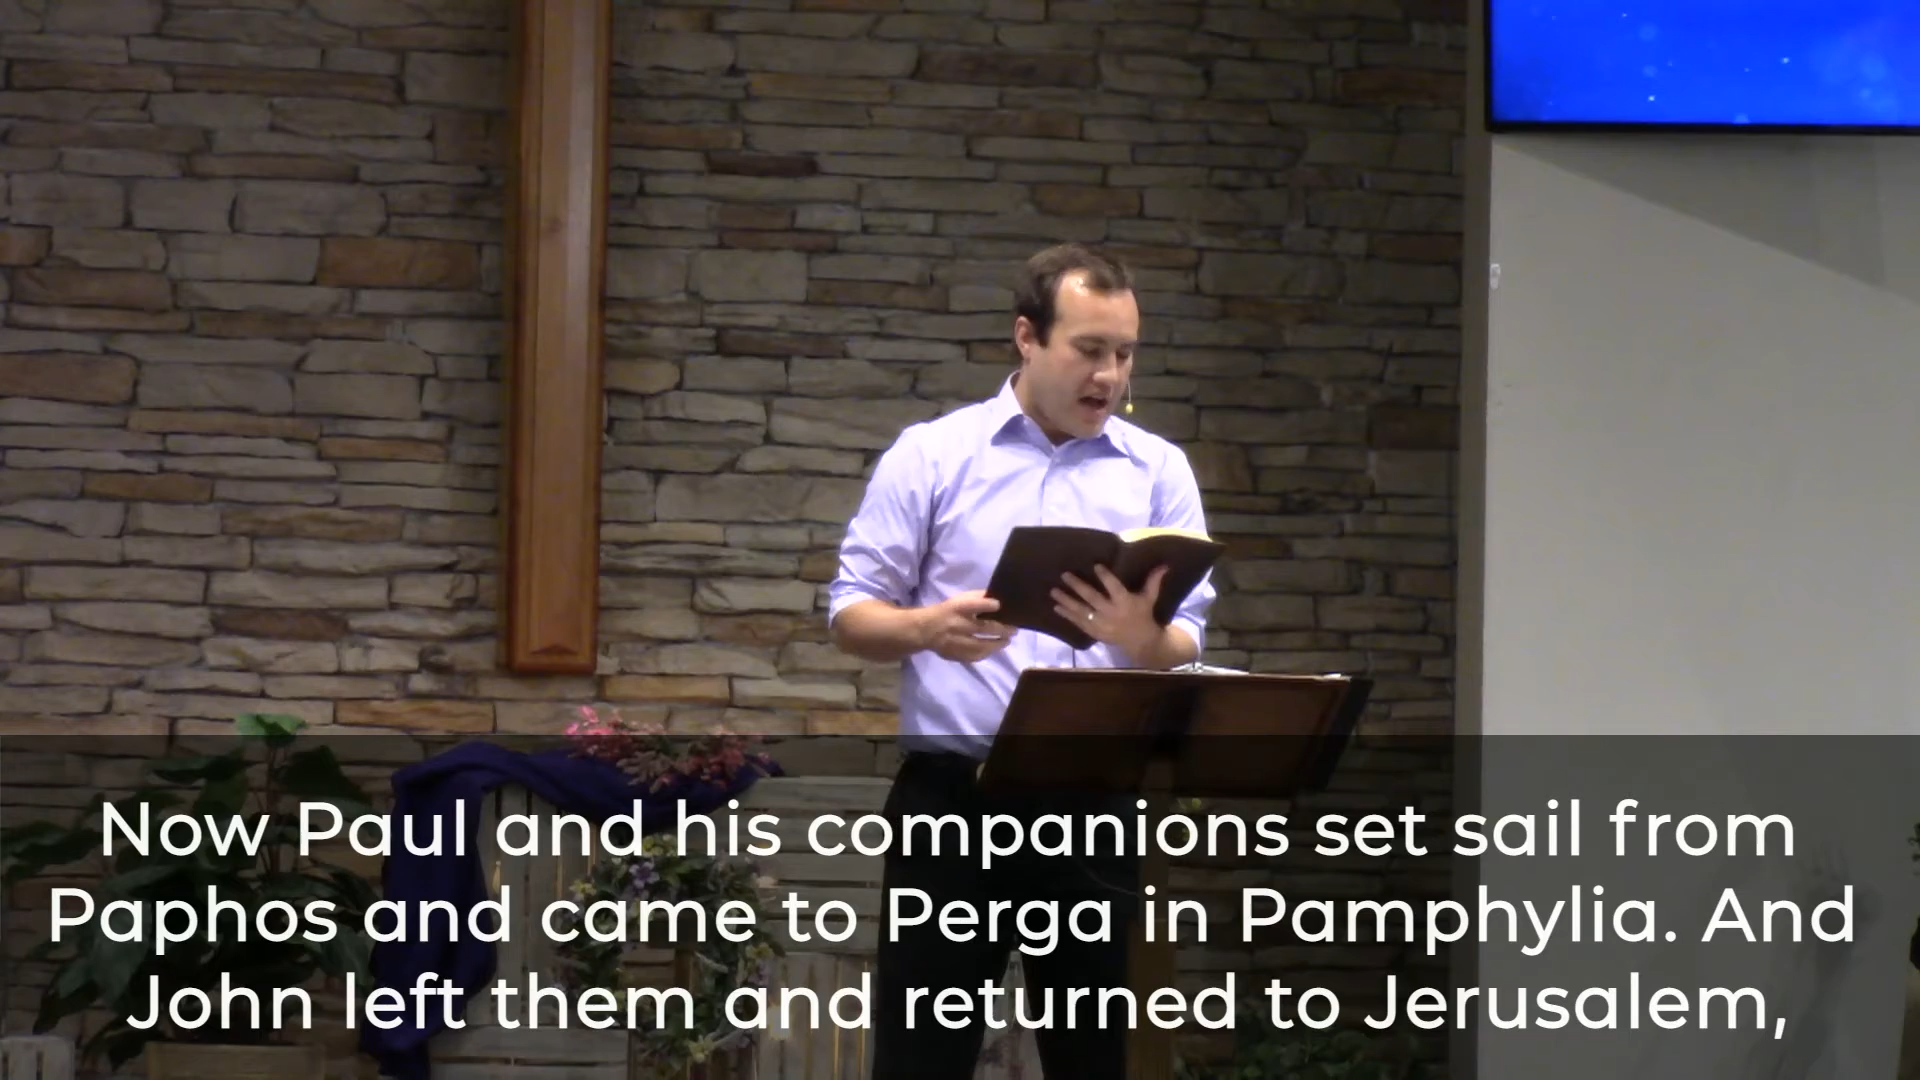 Now Paul and his companions set sail from
Paphos and came to Perga in Pamphylia. And
John left them and returned to Jerusalem,